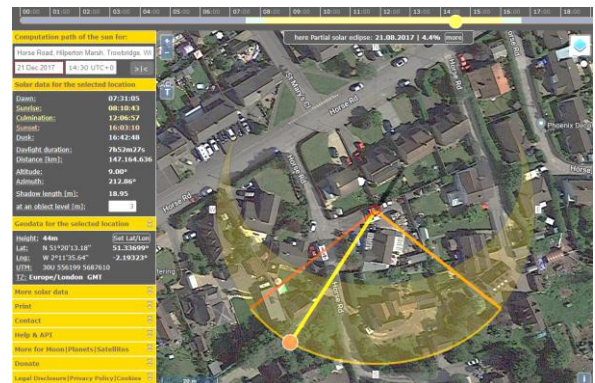 00:00 01:00 02:00 03:00 04:00 05:00 06:00 07:00 08:00 09:00 10:00 11:00 12:00 13:00 14:00 15:00 16:00 17:00 18:00
Computation path of the sun for:
Horse Road, Hilperton Marsh, Trowbridge, Wi
21 Dec 2017 14:30 UTC+0 >|<
Solar data for the selected location
Dawn: 07:31:05
Sunrise: 08:10:43
Culmination: 12:06:57
Sunset: 16:03:10
Dusk: 16:42:48
Daylight duration: 7h52m27s
Distance [km]: 147.164.636
Altitude: 9.00°
Azimuth: 212.86°
Shadow length [m]: 18.95
at an object level [m]: 3
Geodata for the selected location
Height: 44m Set Lat/Lon
Lat: N 51°20'13.18'' 51.33699°
Lng: W 2°11'35.64'' -2.19323°
UTM: 30U 556199 5687610
TZ: Europe/London GMT
More solar data
Print
Contact
Help & API
More for Moon|Planets|Satellites
Donate
Legal Disclosure|Privacy Policy|Cookies
+
T
here Partial solar eclipse: 21.08.2017 | 4.4% more
St Mary's Cl
Horse Rd
Horse Rd
Horse Rd
Horse Rd
Horse Rd
Horse Rd
Phoenix
Horse
tering
20 m
i